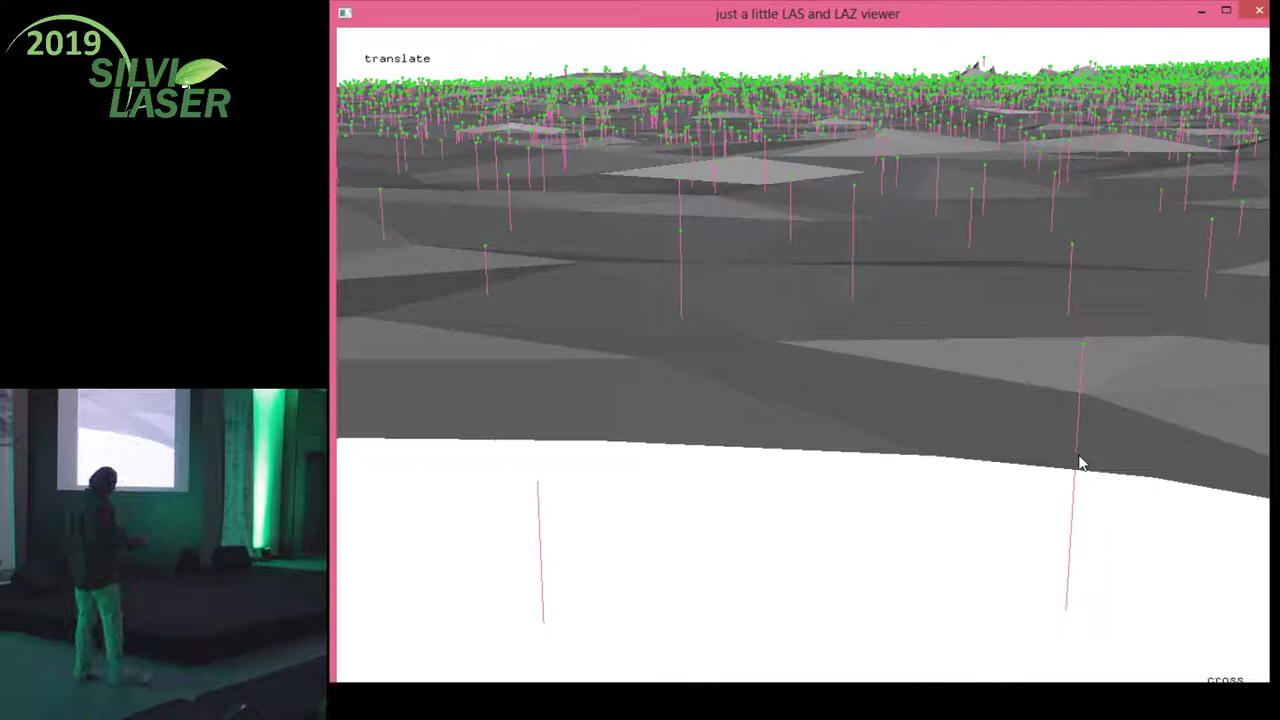 2019
SILVI
LASER
just a little LAS and LAZ viewer
translate
cross